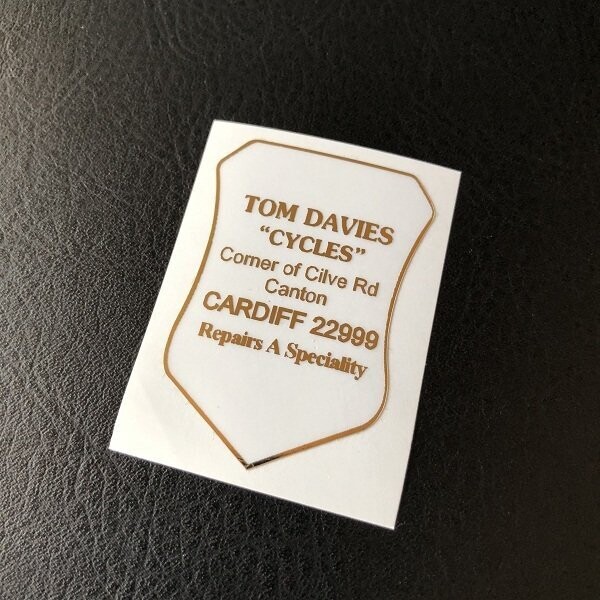 TOM DAVIES
“CYCLES”
Corner of Cilve Rd
Canton
CARDIFF 22999
Repairs A Speciality